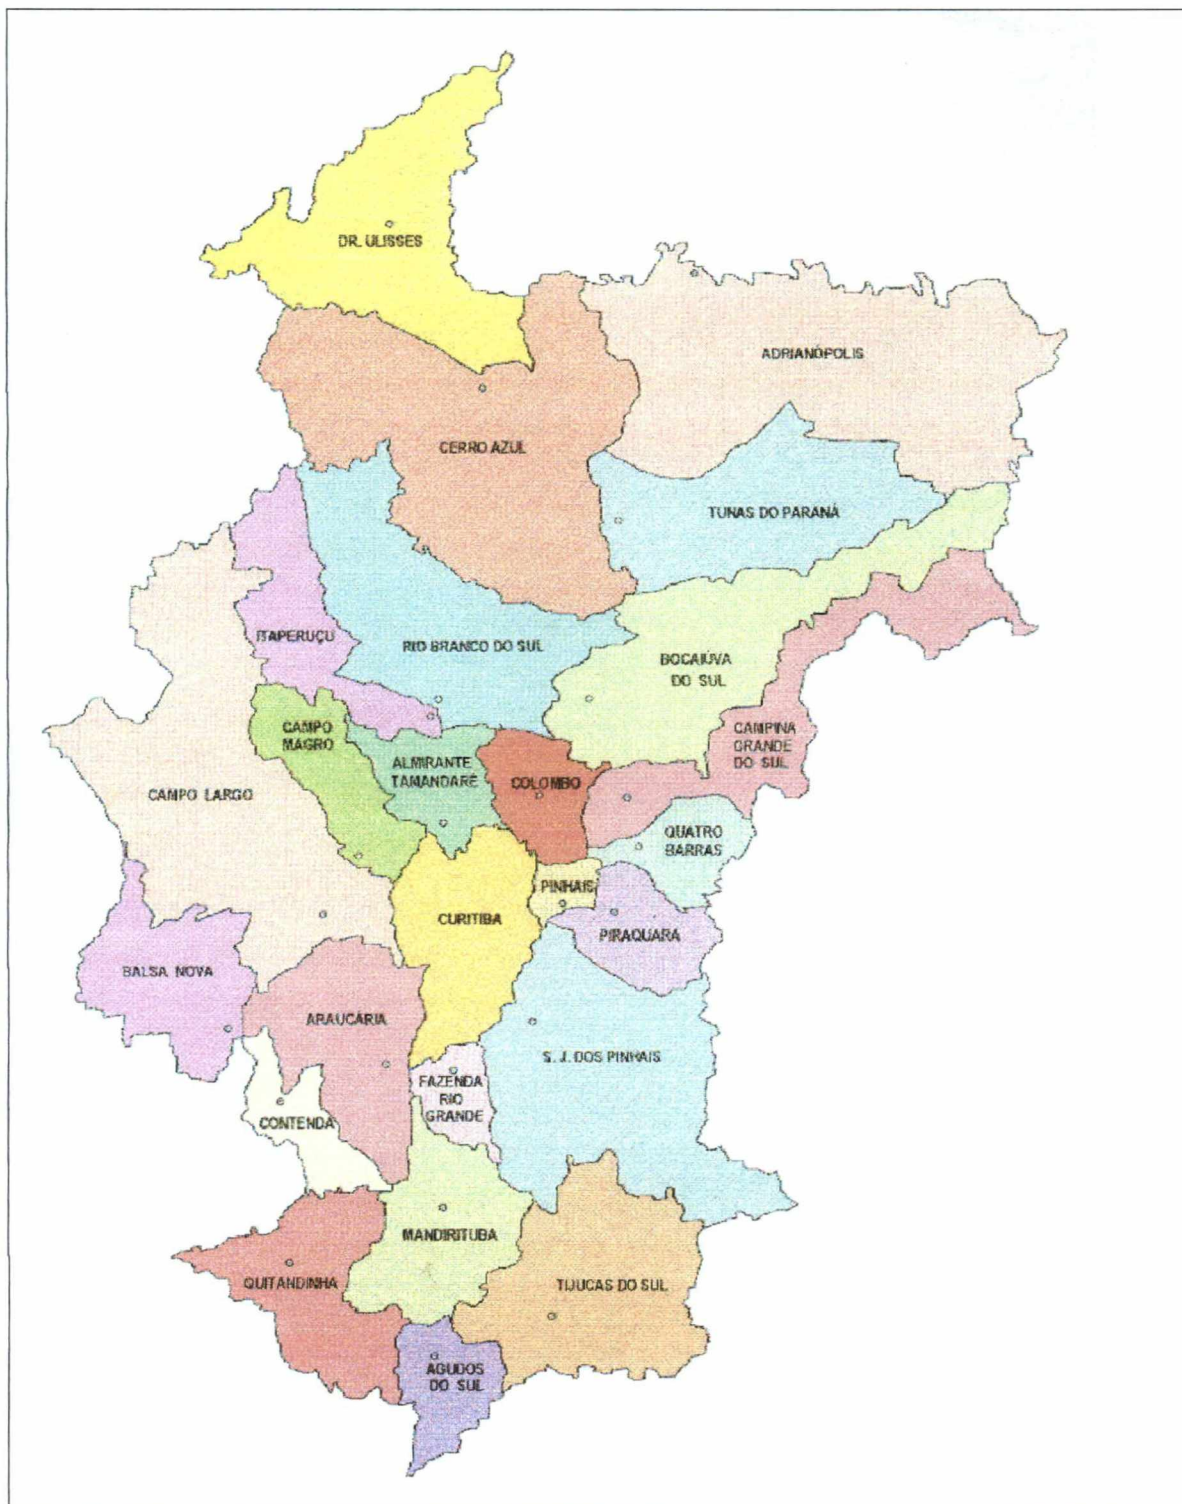 DR. ULISSES
ADRIANÓPOLIS
CERRO AZUL
TUNAS DO PARANÁ
ITAPERUÇU
RIO BRANCO DO SUL
BOCAIÚVA
DO SUL
CAMPO
MAGRO
CAMPINA
GRANDE
DO SUL
ALMIRANTE
TAMANDARÉ
COLOMBO
CAMPO LARGO
QUATRO
BARRAS
PINHAIS
CURITIBA
PIRAQUARA
BALSA NOVA
ARAUCÁRIA
S. J. DOS PINHAIS
FAZENDA
RIO
GRANDE
CONTENDA
MANDIRITUBA
QUITANDINHA
TIJUCAS DO SUL
AGUDOS
DO SUL